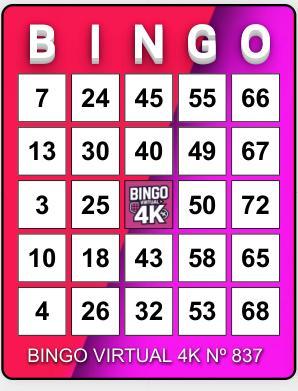 B I N G O
7 24 45 55 66
13 30 40 49 67
3 25 BINGO VIRTUAL 4K 50 72
10 18 43 58 65
4 26 32 53 68
BINGO VIRTUAL 4K Nº 837